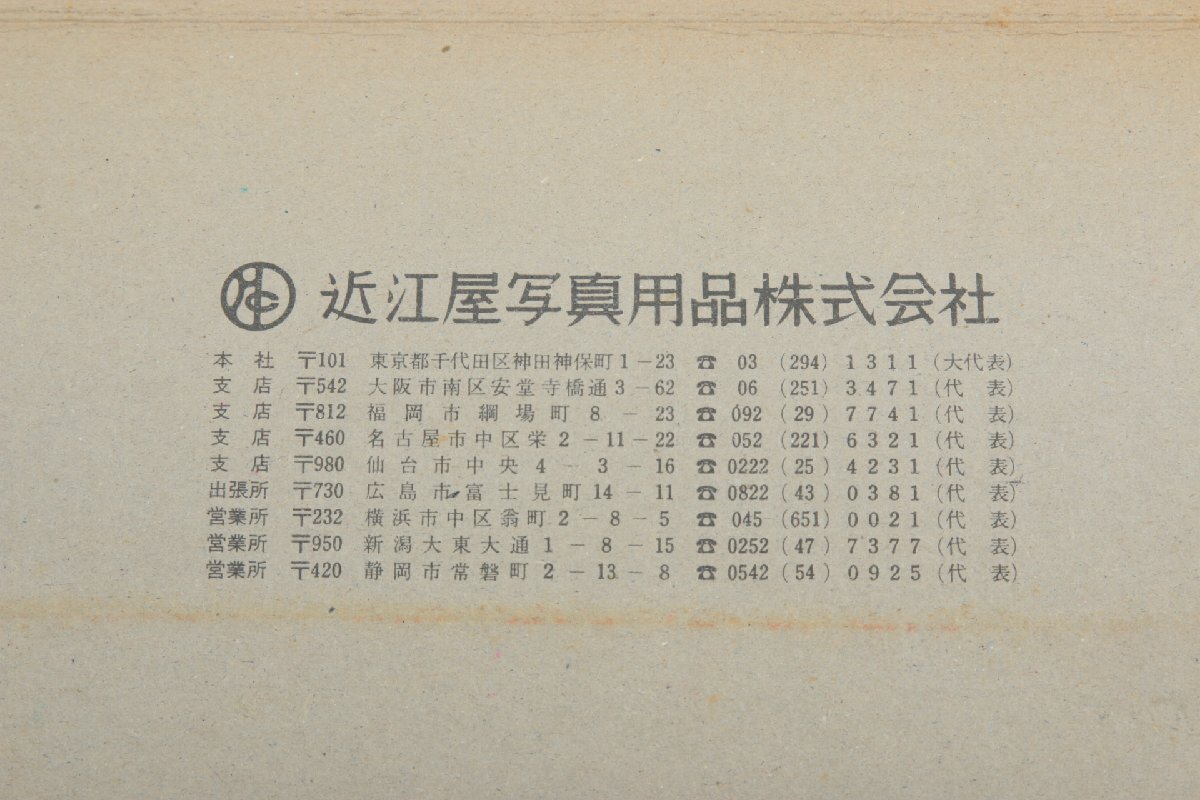 近江屋写真用品株式会社
本社 〒101 東京都千代田区神田神保町1-23 ☎ 03 (294) 1311 (大代表)
支店 〒542 大阪市南区安堂寺橋通3-62 ☎ 06 (251) 3471 (代表)
支店 〒812 福岡市綱場町8-23 ☎ 092 (29) 7741 (代表)
支店 〒460 名古屋市中区栄2-11-22 ☎ 052 (221) 6321 (代表)
支店 〒980 仙台市中央4-3-16 ☎ 0222 (25) 4231 (代表)
出張所 〒730 広島市富士見町14-11 ☎ 0822 (43) 0381 (代表)
営業所 〒232 横浜市中区翁町2-8-5 ☎ 045 (651) 0021 (代表)
営業所 〒950 新潟大東大通1-8-15 ☎ 0252 (47) 7377 (代表)
営業所 〒420 静岡市常磐町2-13-8 ☎ 0542 (54) 0925 (代表)